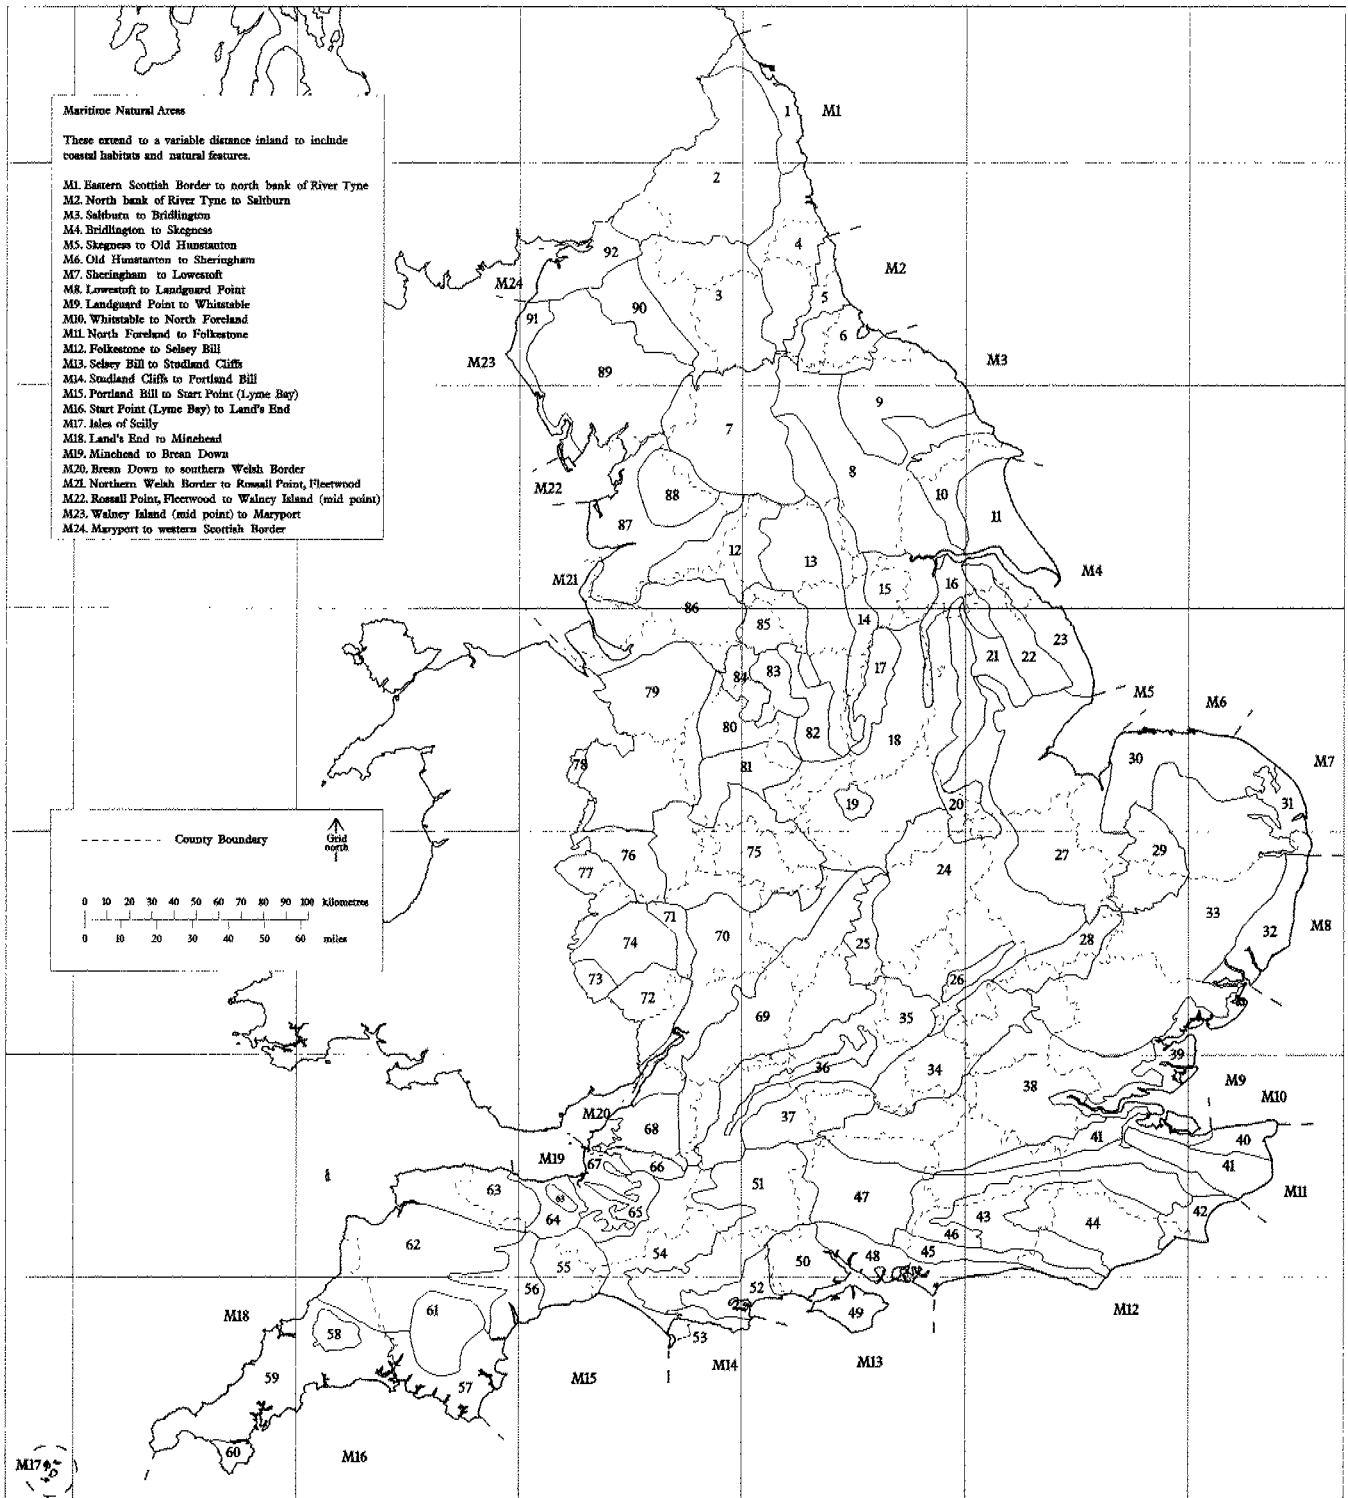 Maritime Natural Areas
These extend to a variable distance inland to include
coastal habitats and natural features.
M1. Eastern Scottish Border to north bank of River Tyne
M2. North bank of River Tyne to Saltburn
M3. Saltburn to Bridlington
M4. Bridlington to Skegness
M5. Skegness to Old Hunstanton
M6. Old Hunstanton to Sheringham
M7. Sheringham to Lowestoft
M8. Lowestoft to Landguard Point
M9. Landguard Point to Whitstable
M10. Whitstable to North Foreland
M11. North Foreland to Folkestone
M12. Folkestone to Selsey Bill
M13. Selsey Bill to Studland Cliffs
M14. Studland Cliffs to Portland Bill
M15. Portland Bill to Start Point (Lyme Bay)
M16. Start Point (Lyme Bay) to Land's End
M17. Isles of Scilly
M18. Land's End to Minehead
M19. Minehead to Brean Down
M20. Brean Down to southern Welsh Border
M21. Northern Welsh Border to Rossall Point, Fleetwood
M22. Rossall Point, Fleetwood to Walney Island (mid point)
M23. Walney Island (mid point) to Maryport
M24. Maryport to western Scottish Border
1 M1
2
4
92
M2
M24
3
5
90
91
6
M23
M3
89
9
7
8
M22
88
10
11
87
12
13
M21
M4
15
16
86
14
85
23
21
22
17
84
83
79
M5
M6
80
82
18
78
81
30
M7
19
20
31
County Boundary
Grid
north
76
75
27
29
77
24
0 10 20 30 40 50 60 70 80 90 100 kilometres
0 10 20 30 40 50 60 miles
71
70
33
74
25
28
32
M8
73
26
72
69
35
39
36
34
38
M9
M20
37
M10
68
41
40
M19
67
66
41
63
51
47
M11
64
65
42
43
44
62
46
54
48
45
55
50
56
52
61
M18
58
49
M12
53
M14
M13
59
57
M15
60
M16
M17